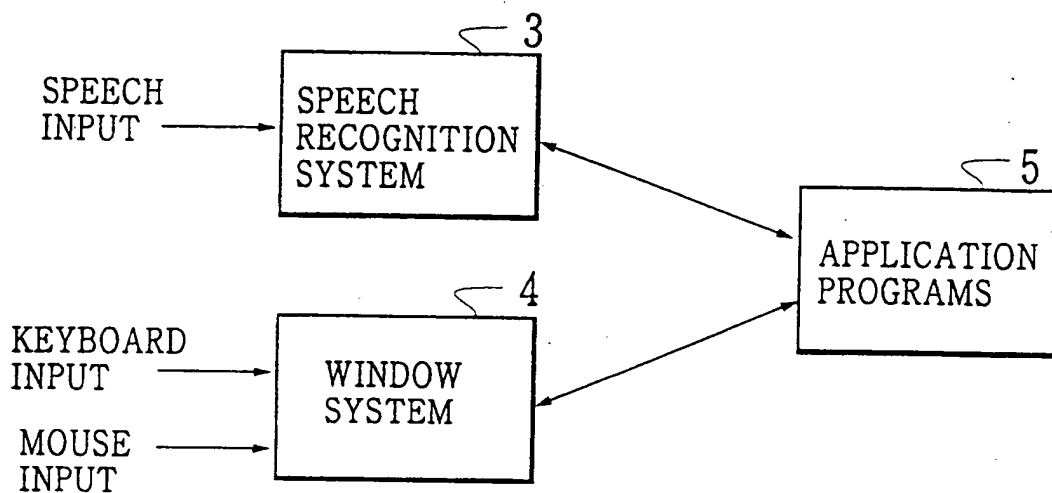 3
SPEECH
INPUT
SPEECH
RECOGNITION
SYSTEM
5
APPLICATION
PROGRAMS
4
KEYBOARD
INPUT
WINDOW
SYSTEM
MOUSE
INPUT